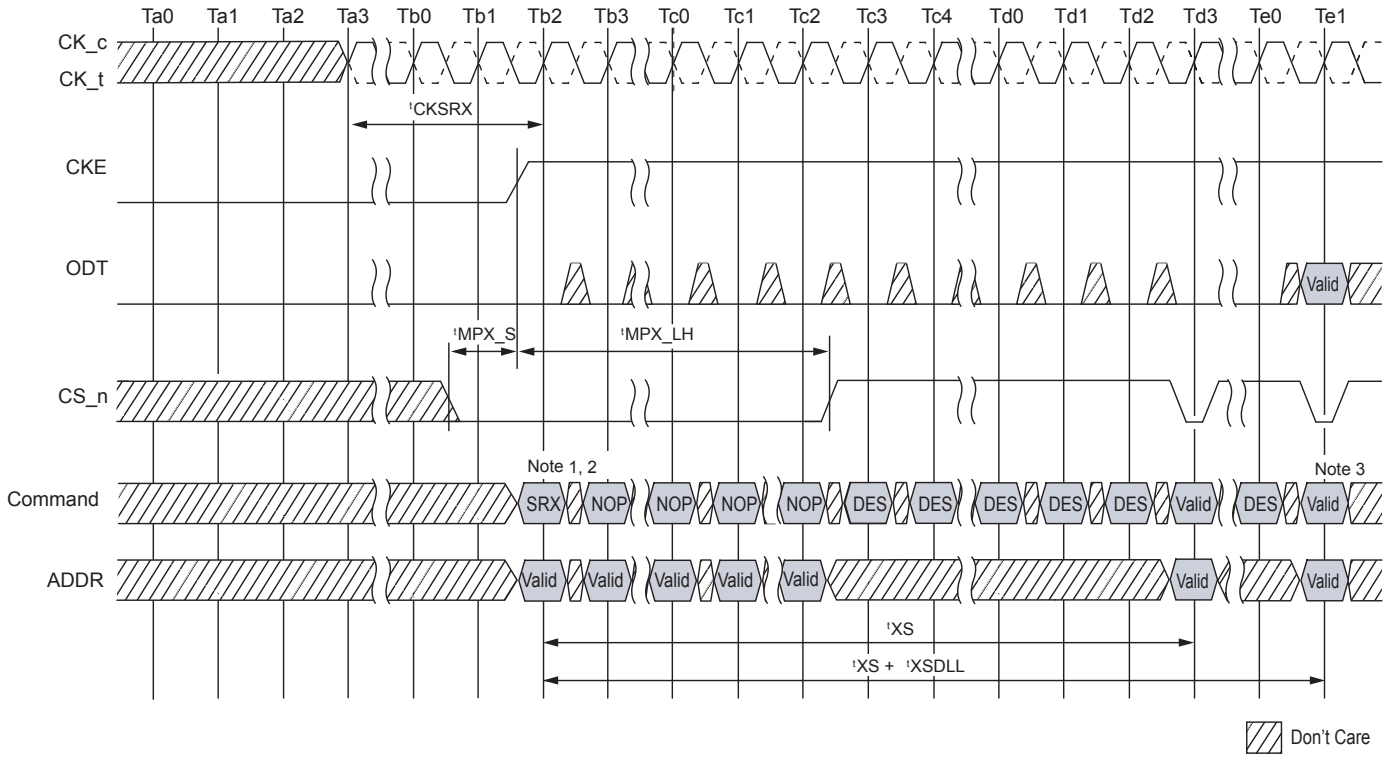 Ta0 Ta1 Ta2 Ta3 Tb0 Tb1 Tb2 Tb3 Tc0 Tc1 Tc2 Tc3 Tc4 Td0 Td1 Td2 Td3 Te0 Te1
CK_c
CK_t
tCKSRX
CKE
ODT
Valid
tMPX_S tMPX_LH
CS_n
Note 1, 2 Note 3
Command SRX NOP NOP NOP NOP DES DES DES DES DES Valid DES Valid
ADDR Valid Valid Valid Valid Valid Valid Valid
tXS
tXS + tXSDLL
Don't Care